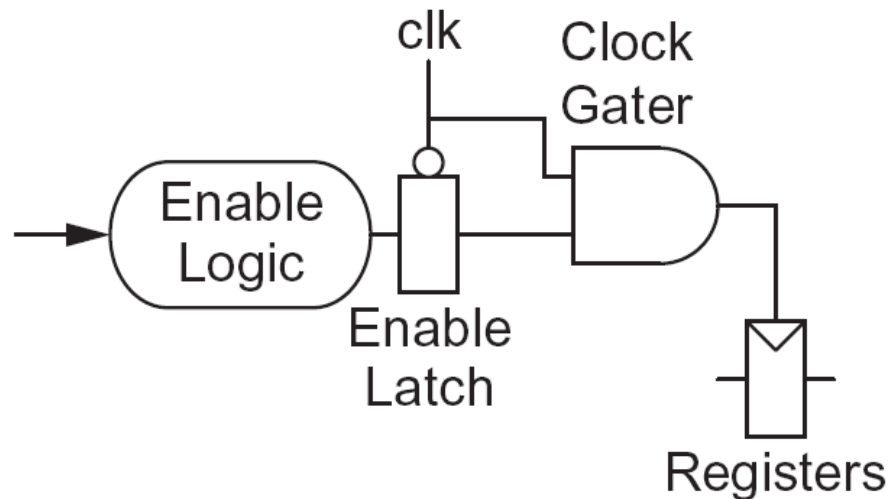 clk
Clock
Gater
Enable
Logic
Enable
Latch
Registers